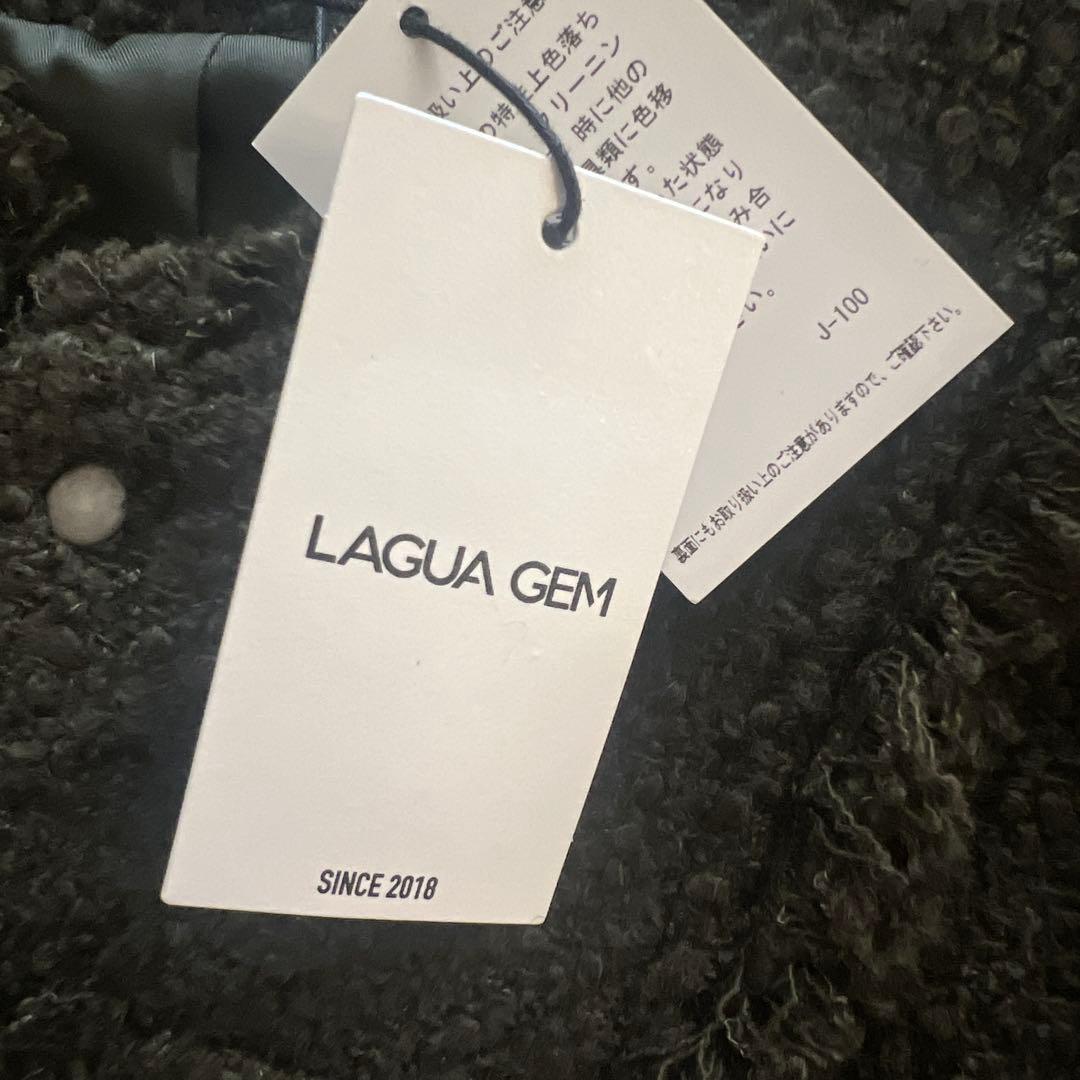 扱い上のご注意
の特性上色落ち
リーニン
時に他の
類に色移
す。
た状態
になり
み合
いに
さい。
J-100
裏面にもお取り扱い上のご注意がありますので、ご確認下さい。
LAGUA GEM
SINCE 2018